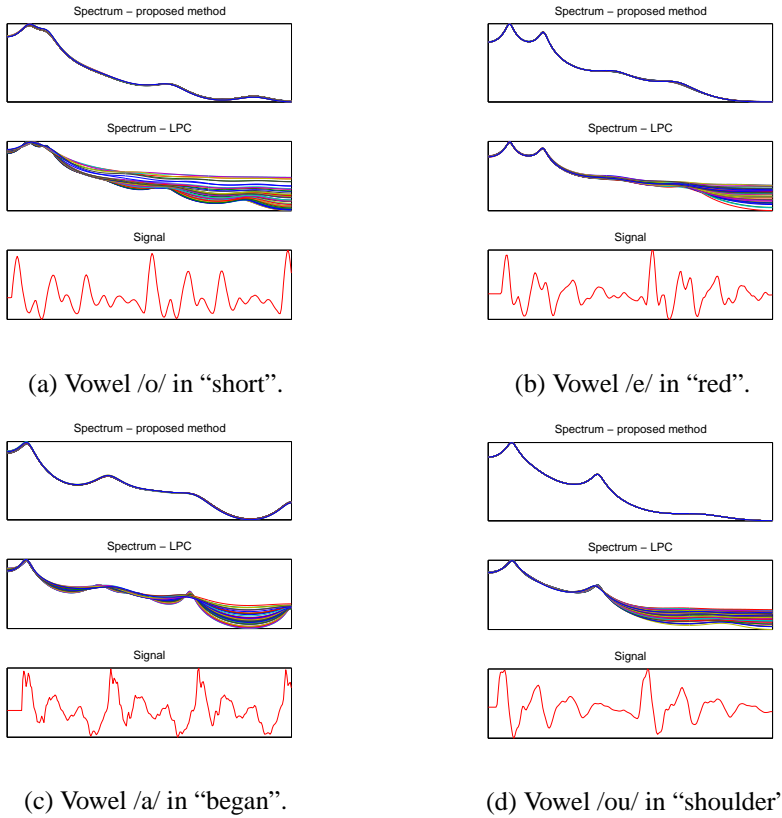 Spectrum – proposed method
Spectrum – LPC
Signal
(a) Vowel /o/ in “short”.
Spectrum – proposed method
Spectrum – LPC
Signal
(b) Vowel /e/ in “red”.
Spectrum – proposed method
Spectrum – LPC
Signal
(c) Vowel /a/ in “began”.
Spectrum – proposed method
Spectrum – LPC
Signal
(d) Vowel /ou/ in “shoulder’